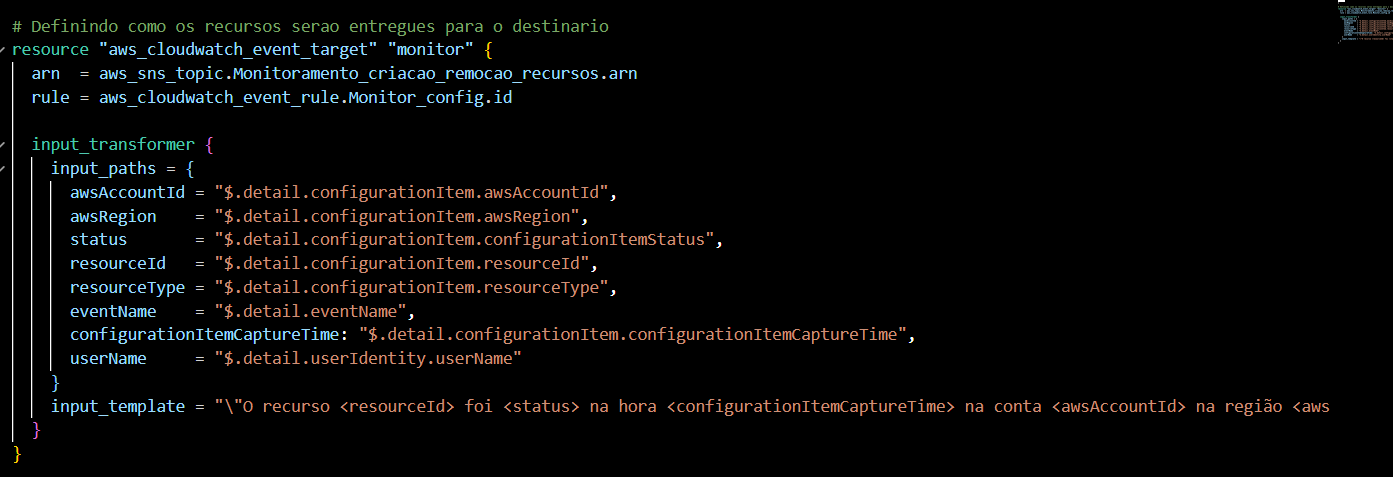 # Definindo como os recursos serao entregues para o destinario
resource "aws_cloudwatch_event_target" "monitor" {
  arn  = aws_sns_topic.Monitoramento_criacao_remocao_recursos.arn
  rule = aws_cloudwatch_event_rule.Monitor_config.id
  input_transformer {
    input_paths = {
      awsAccountId = "$.detail.configurationItem.awsAccountId",
      awsRegion    = "$.detail.configurationItem.awsRegion",
      status       = "$.detail.configurationItem.configurationItemStatus",
      resourceId   = "$.detail.configurationItem.resourceId",
      resourceType = "$.detail.configurationItem.resourceType",
      eventName    = "$.detail.eventName",
      configurationItemCaptureTime: "$.detail.configurationItem.configurationItemCaptureTime",
      userName     = "$.detail.userIdentity.userName"
    }
    input_template = "\"O recurso <resourceId> foi <status> na hora <configurationItemCaptureTime> na conta <awsAccountId> na região <aws
  }
}